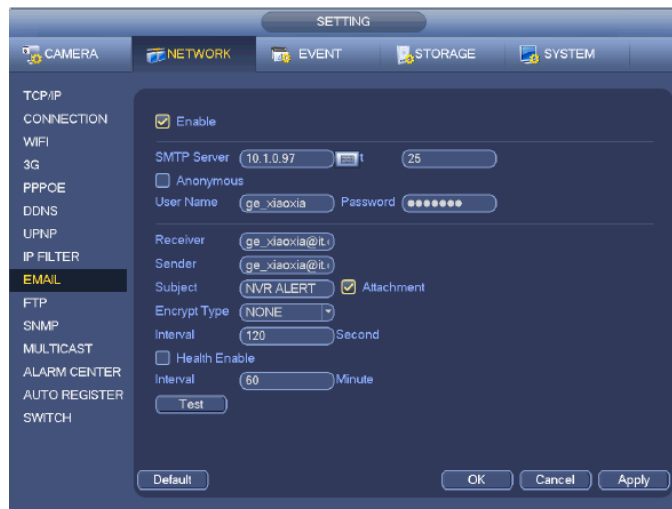 SETTING
CAMERA NETWORK EVENT STORAGE SYSTEM
TCP/IP
CONNECTION
WIFI
3G
PPPOE
DDNS
UPNP
IP FILTER
EMAIL
FTP
SNMP
MULTICAST
ALARM CENTER
AUTO REGISTER
SWITCH
Enable
SMTP Server 10.1.0.97 t 25
Anonymous
User Name ge_xiaoxia Password ●●●●●●●
Receiver ge_xiaoxia@it.
Sender ge_xiaoxia@it.
Subject NVR ALERT Attachment
Encrypt Type NONE
Interval 120 Second
Health Enable
Interval 60 Minute
Test
Default OK Cancel Apply